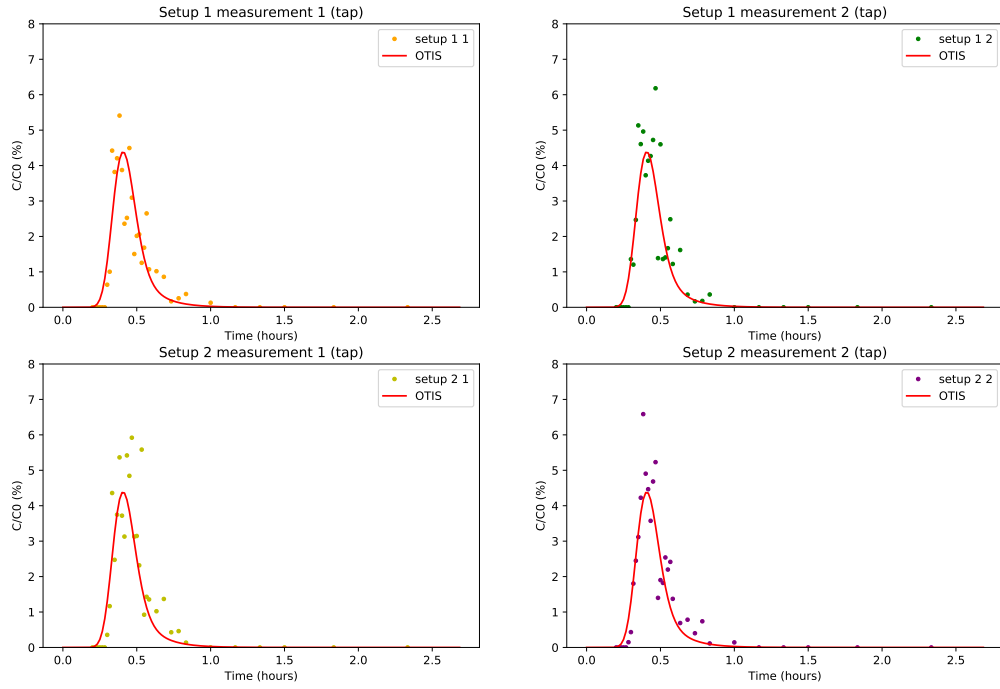 Setup 1 measurement 1 (tap)
8
7
6
5
4
3
2
1
0
C/C0 (%)
setup 1 1
OTIS
0.0 0.5 1.0 1.5 2.0 2.5
Time (hours)
Setup 1 measurement 2 (tap)
8
7
6
5
4
3
2
1
0
C/C0 (%)
setup 1 2
OTIS
0.0 0.5 1.0 1.5 2.0 2.5
Time (hours)
Setup 2 measurement 1 (tap)
8
7
6
5
4
3
2
1
0
C/C0 (%)
setup 2 1
OTIS
0.0 0.5 1.0 1.5 2.0 2.5
Time (hours)
Setup 2 measurement 2 (tap)
8
7
6
5
4
3
2
1
0
C/C0 (%)
setup 2 2
OTIS
0.0 0.5 1.0 1.5 2.0 2.5
Time (hours)